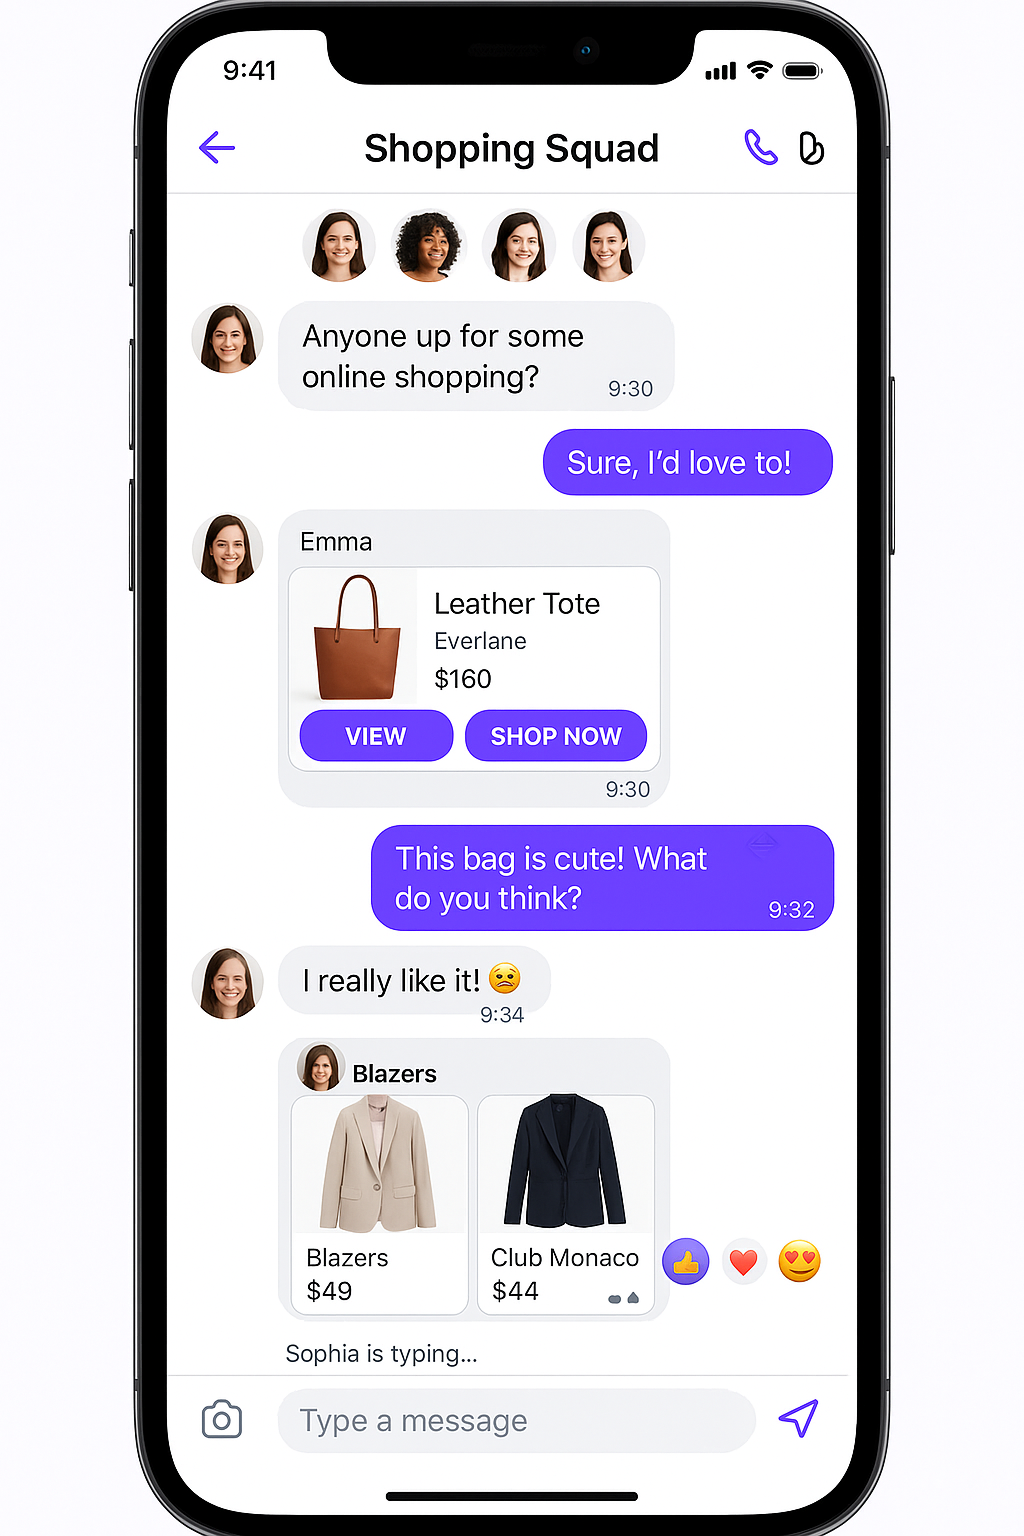 9:41
Shopping Squad
Anyone up for some
online shopping?
9:30
Sure, I’d love to!
Emma
Leather Tote
Everlane
$160
VIEW
SHOP NOW
9:30
This bag is cute! What
do you think?
9:32
I really like it! 😟
9:34
Blazers
Blazers
$49
Club Monaco
$44
Sophia is typing...
Type a message